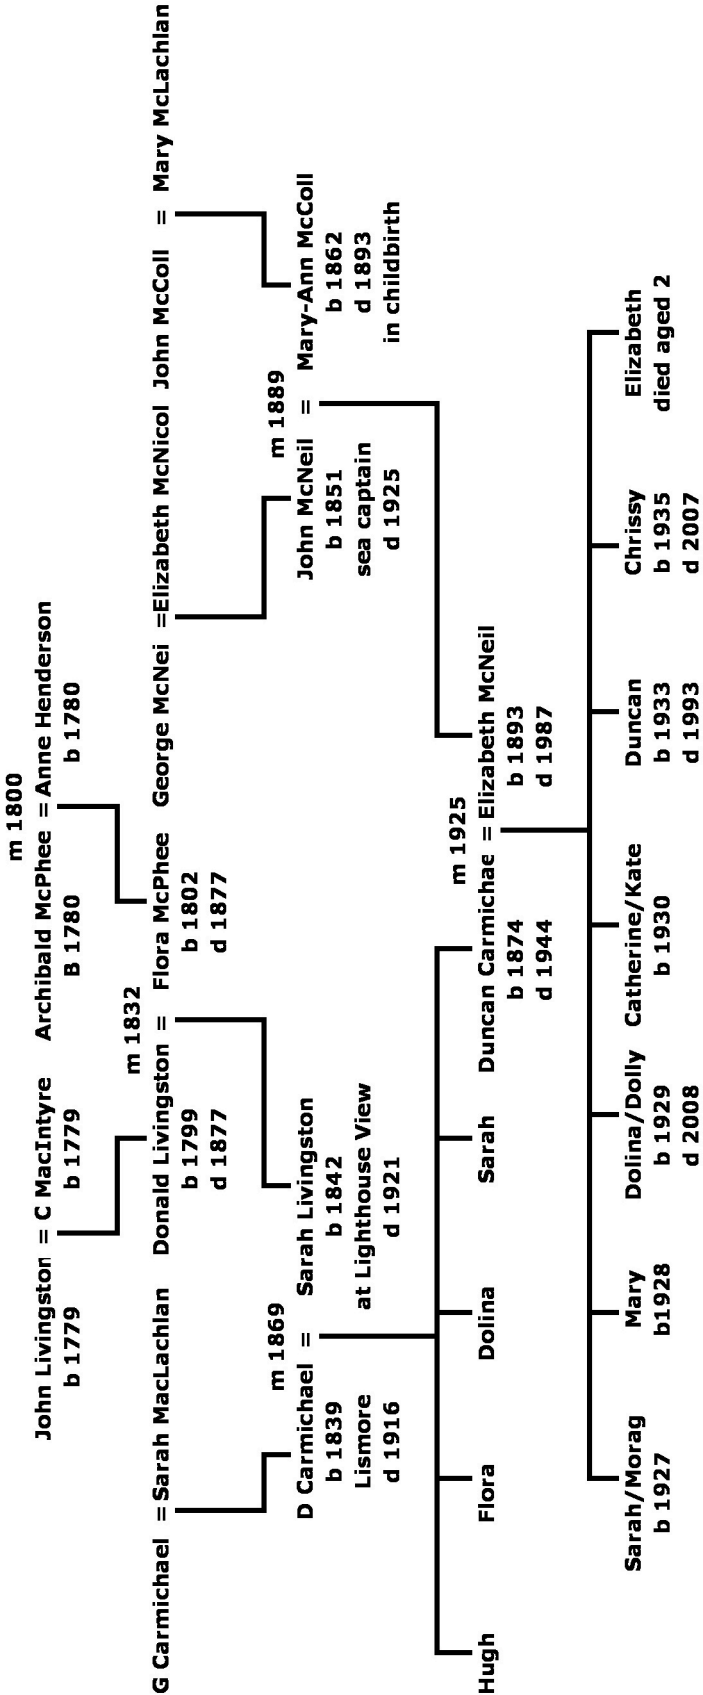 m 1800
John Livingston = C MacIntyre Archibald McPhee = Anne Henderson
b 1779 b 1779 B 1780 b 1780
m 1832
G Carmichael =Sarah MacLachlan Donald Livingston = Flora McPhee George McNei =Elizabeth McNicol John McColl = Mary McLachlan
b 1799 b 1802
d 1877 d 1877
m 1869 m 1889
D Carmichael = Sarah Livingston John McNeil = Mary-Ann McColl
b 1839 b 1842 b 1851 b 1862
Lismore at Lighthouse View sea captain d 1893
d 1916 d 1921 d 1925 in childbirth
m 1925
Hugh Flora Dolina Sarah Duncan Carmichae = Elizabeth McNeil
b 1874 b 1893
d 1944 d 1987
Sarah/Morag Mary Dolina/Dolly Catherine/Kate Duncan Chrissy Elizabeth
b 1927 b1928 b 1929 b 1930 b 1933 b 1935 died aged 2
d 2008 d 1993 d 2007